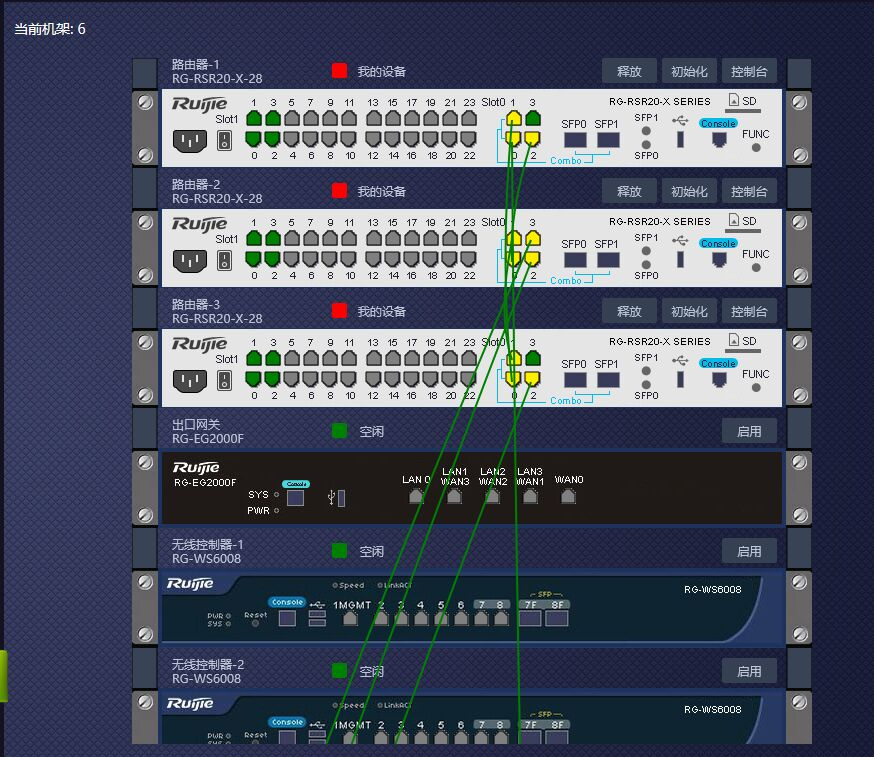 当前机架: 6
路由器-1
RG-RSR20-X-28
我的设备
释放 初始化 控制台
Ruijie
Slot1
1 3 5 7 9 11 13 15 17 19 21 23
0 2 4 6 8 10 12 14 16 18 20 22
Slot0 1 3
0 2
SFP0 SFP1
Combo
RG-RSR20-X SERIES
SFP1
SFP0
SD
Console
FUNC
路由器-2
RG-RSR20-X-28
我的设备
释放 初始化 控制台
Ruijie
Slot1
1 3 5 7 9 11 13 15 17 19 21 23
0 2 4 6 8 10 12 14 16 18 20 22
Slot0 1 3
0 2
SFP0 SFP1
Combo
RG-RSR20-X SERIES
SFP1
SFP0
SD
Console
FUNC
路由器-3
RG-RSR20-X-28
我的设备
释放 初始化 控制台
Ruijie
Slot1
1 3 5 7 9 11 13 15 17 19 21 23
0 2 4 6 8 10 12 14 16 18 20 22
Slot0 1 3
0 2
SFP0 SFP1
Combo
RG-RSR20-X SERIES
SFP1
SFP0
SD
Console
FUNC
出口网关
RG-EG2000F
空闲
启用
Ruijie
RG-EG2000F
SYS
PWR
Console
LAN 0 LAN1 LAN2 LAN3 WAN0
WAN3 WAN2 WAN1
无线控制器-1
RG-WS6008
空闲
启用
Ruijie
Speed LinkACT
RG-WS6008
PWR
SYS
Reset
Console
1MGMT 2 3 4 5 6 7 8
SFP
7F 8F
无线控制器-2
RG-WS6008
空闲
启用
Ruijie
Speed LinkACT
RG-WS6008
PWR
SYS
Reset
Console
1MGMT 2 3 4 5 6 7 8
SFP
7F 8F